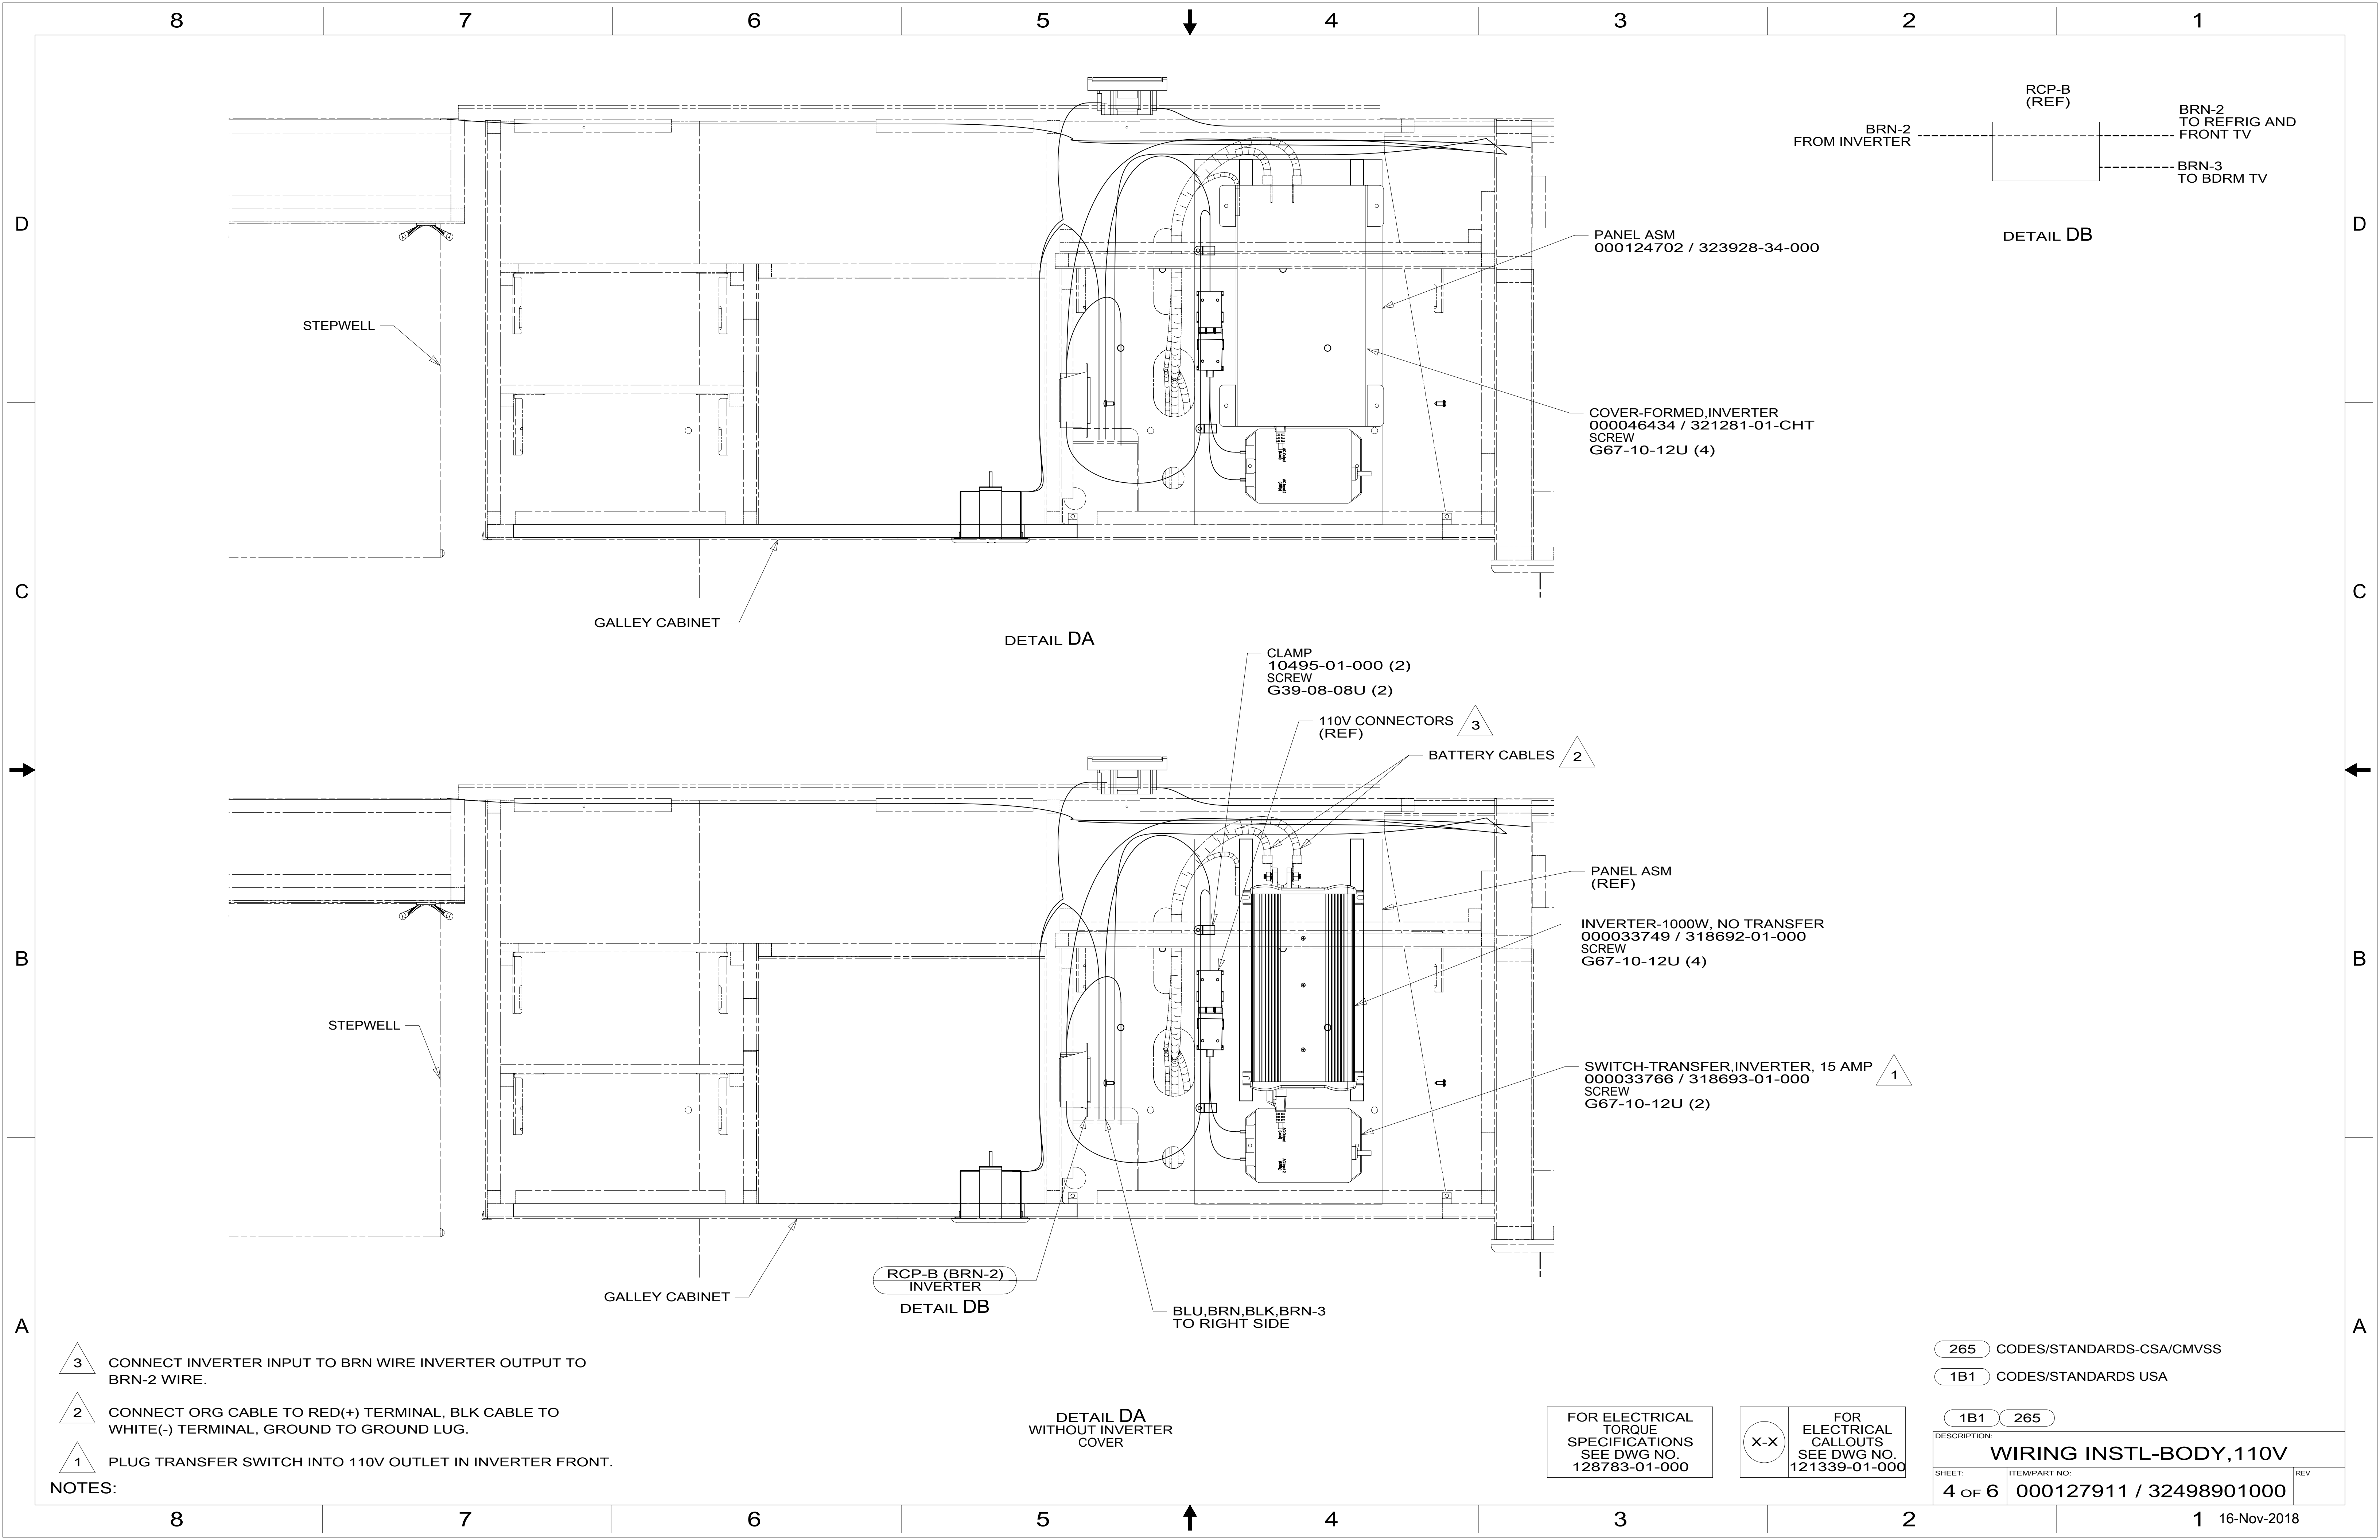 8 7 6 5 4 3 2 1
RCP-B
(REF)
BRN-2
FROM INVERTER
BRN-2
TO REFRIG AND
FRONT TV
BRN-3
TO BDRM TV
DETAIL DB
D
D
PANEL ASM
000124702 / 323928-34-000
STEPWELL
COVER-FORMED,INVERTER
000046434 / 321281-01-CHT
SCREW
G67-10-12U (4)
C
C
GALLEY CABINET
DETAIL DA
CLAMP
10495-01-000 (2)
SCREW
G39-08-08U (2)
110V CONNECTORS
(REF)
3
BATTERY CABLES
2
PANEL ASM
(REF)
INVERTER-1000W, NO TRANSFER
000033749 / 318692-01-000
SCREW
G67-10-12U (4)
B
B
STEPWELL
SWITCH-TRANSFER,INVERTER, 15 AMP
000033766 / 318693-01-000
SCREW
G67-10-12U (2)
1
RCP-B (BRN-2)
INVERTER
DETAIL DB
GALLEY CABINET
BLU,BRN,BLK,BRN-3
TO RIGHT SIDE
A
A
3 CONNECT INVERTER INPUT TO BRN WIRE INVERTER OUTPUT TO
BRN-2 WIRE.
2 CONNECT ORG CABLE TO RED(+) TERMINAL, BLK CABLE TO
WHITE(-) TERMINAL, GROUND TO GROUND LUG.
1 PLUG TRANSFER SWITCH INTO 110V OUTLET IN INVERTER FRONT.
NOTES:
DETAIL DA
WITHOUT INVERTER
COVER
FOR ELECTRICAL
TORQUE
SPECIFICATIONS
SEE DWG NO.
128783-01-000
X-X
FOR
ELECTRICAL
CALLOUTS
SEE DWG NO.
121339-01-000
265 CODES/STANDARDS-CSA/CMVSS
1B1 CODES/STANDARDS USA
1B1 265
DESCRIPTION:
WIRING INSTL-BODY,110V
SHEET:
4 OF 6
ITEM/PART NO:
000127911 / 32498901000
REV
8 7 6 5 4 3 2 1
16-Nov-2018